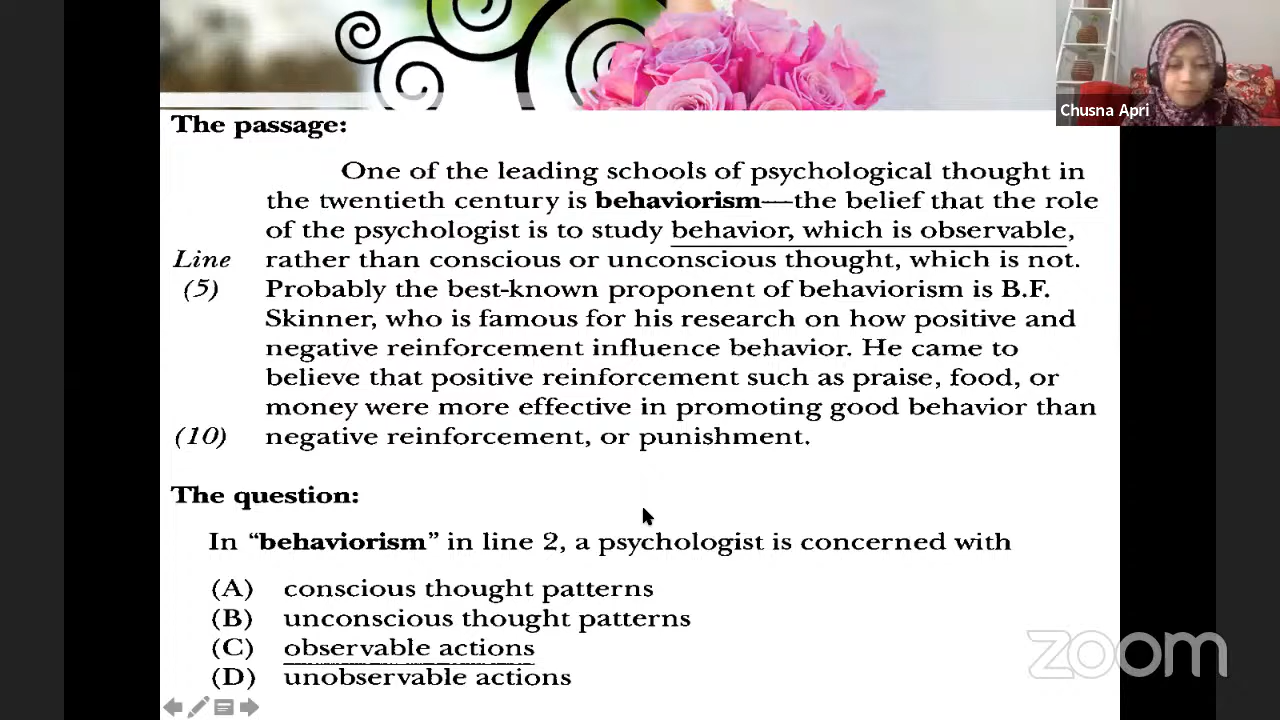 Chusna Apri
The passage:
One of the leading schools of psychological thought in
the twentieth century is behaviorism—the belief that the role
of the psychologist is to study behavior, which is observable,
Line rather than conscious or unconscious thought, which is not.
(5) Probably the best-known proponent of behaviorism is B.F.
Skinner, who is famous for his research on how positive and
negative reinforcement influence behavior. He came to
believe that positive reinforcement such as praise, food, or
money were more effective in promoting good behavior than
(10) negative reinforcement, or punishment.
The question:
In “behaviorism” in line 2, a psychologist is concerned with
(A) conscious thought patterns
(B) unconscious thought patterns
(C) observable actions
(D) unobservable actions
zoom